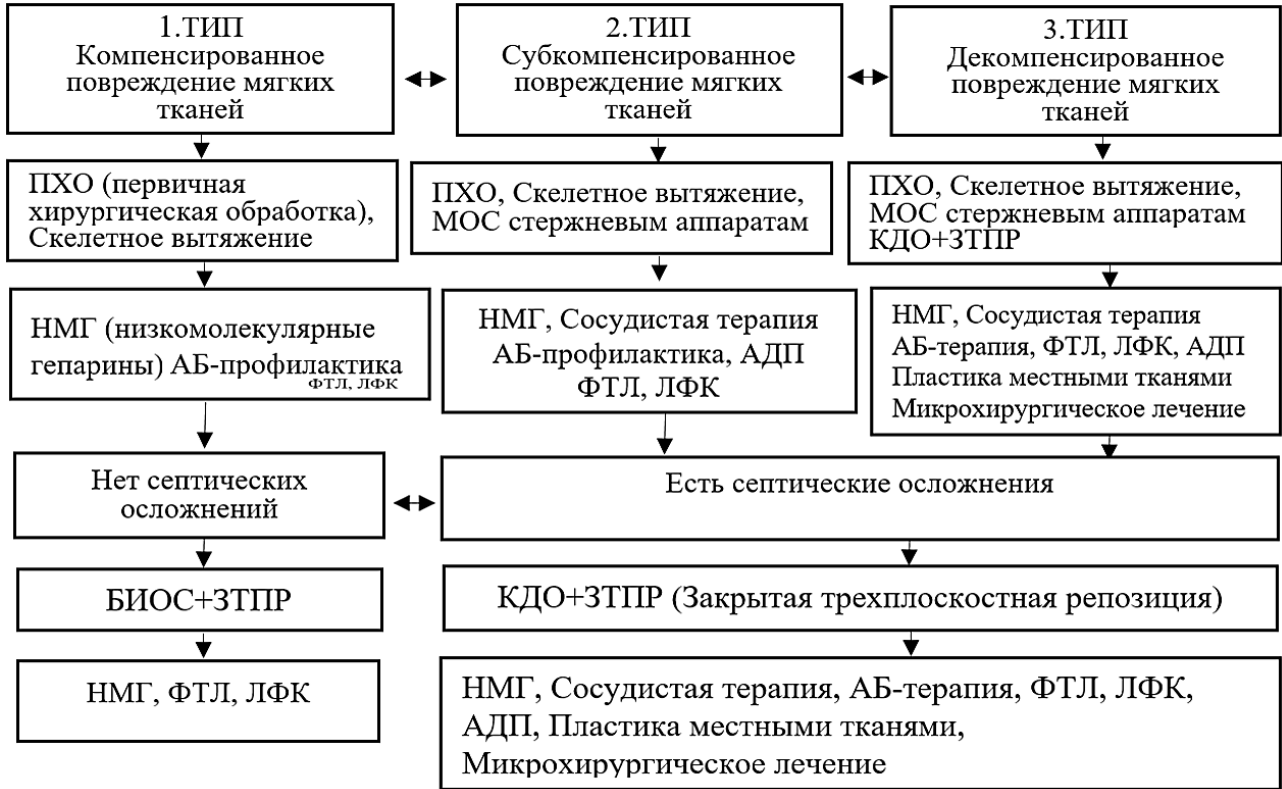 1.ТИП
Компенсированное
повреждение мягких
тканей
2.ТИП
Субкомпенсированное
повреждение мягких
тканей
3.ТИП
Декомпенсированное
повреждение мягких
тканей
ПХО (первичная
хирургическая обработка),
Скелетное вытяжение
ПХО, Скелетное вытяжение,
МОС стержневым аппаратам
ПХО, Скелетное вытяжение,
МОС стержневым аппаратам
КДО+ЗТПР
НМГ (низкомолекулярные
гепарины) АБ-профилактика
ФТЛ, ЛФК
НМГ, Сосудистая терапия
АБ-профилактика, АДП
ФТЛ, ЛФК
НМГ, Сосудистая терапия
АБ-терапия, ФТЛ, ЛФК, АДП
Пластика местными тканями
Микрохирургическое лечение
Нет септических
осложнений
Есть септические осложнения
БИОС+ЗТПР
КДО+ЗТПР (Закрытая трехплоскостная репозиция)
НМГ, ФТЛ, ЛФК
НМГ, Сосудистая терапия, АБ-терапия, ФТЛ, ЛФК,
АДП, Пластика местными тканями,
Микрохирургическое лечение